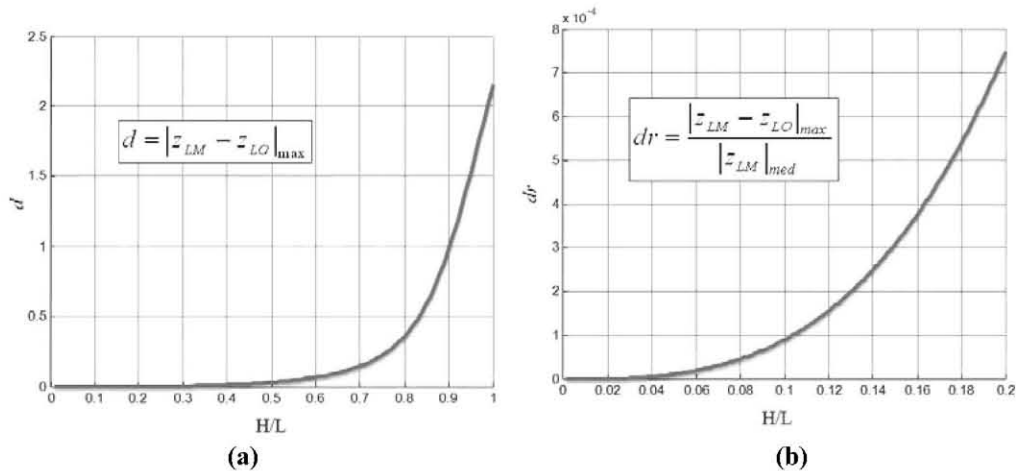 2.5
2
1.5
1
0.5
0
d
d = |z_LM − z_LO|_max
0 0.1 0.2 0.3 0.4 0.5 0.6 0.7 0.8 0.9 1
H/L
(a)
x 10^-4
8
7
6
5
4
3
2
1
0
dr
dr = |z_LM − z_LO|_max / |z_LM|_med
0 0.02 0.04 0.06 0.08 0.1 0.12 0.14 0.16 0.18 0.2
H/L
(b)